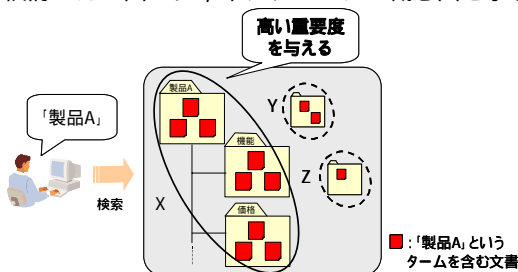 高い重要度
を与える
製品A
「製品A」
Y
機能
検索
X
Z
価格
：「製品A」という
タームを含む文書